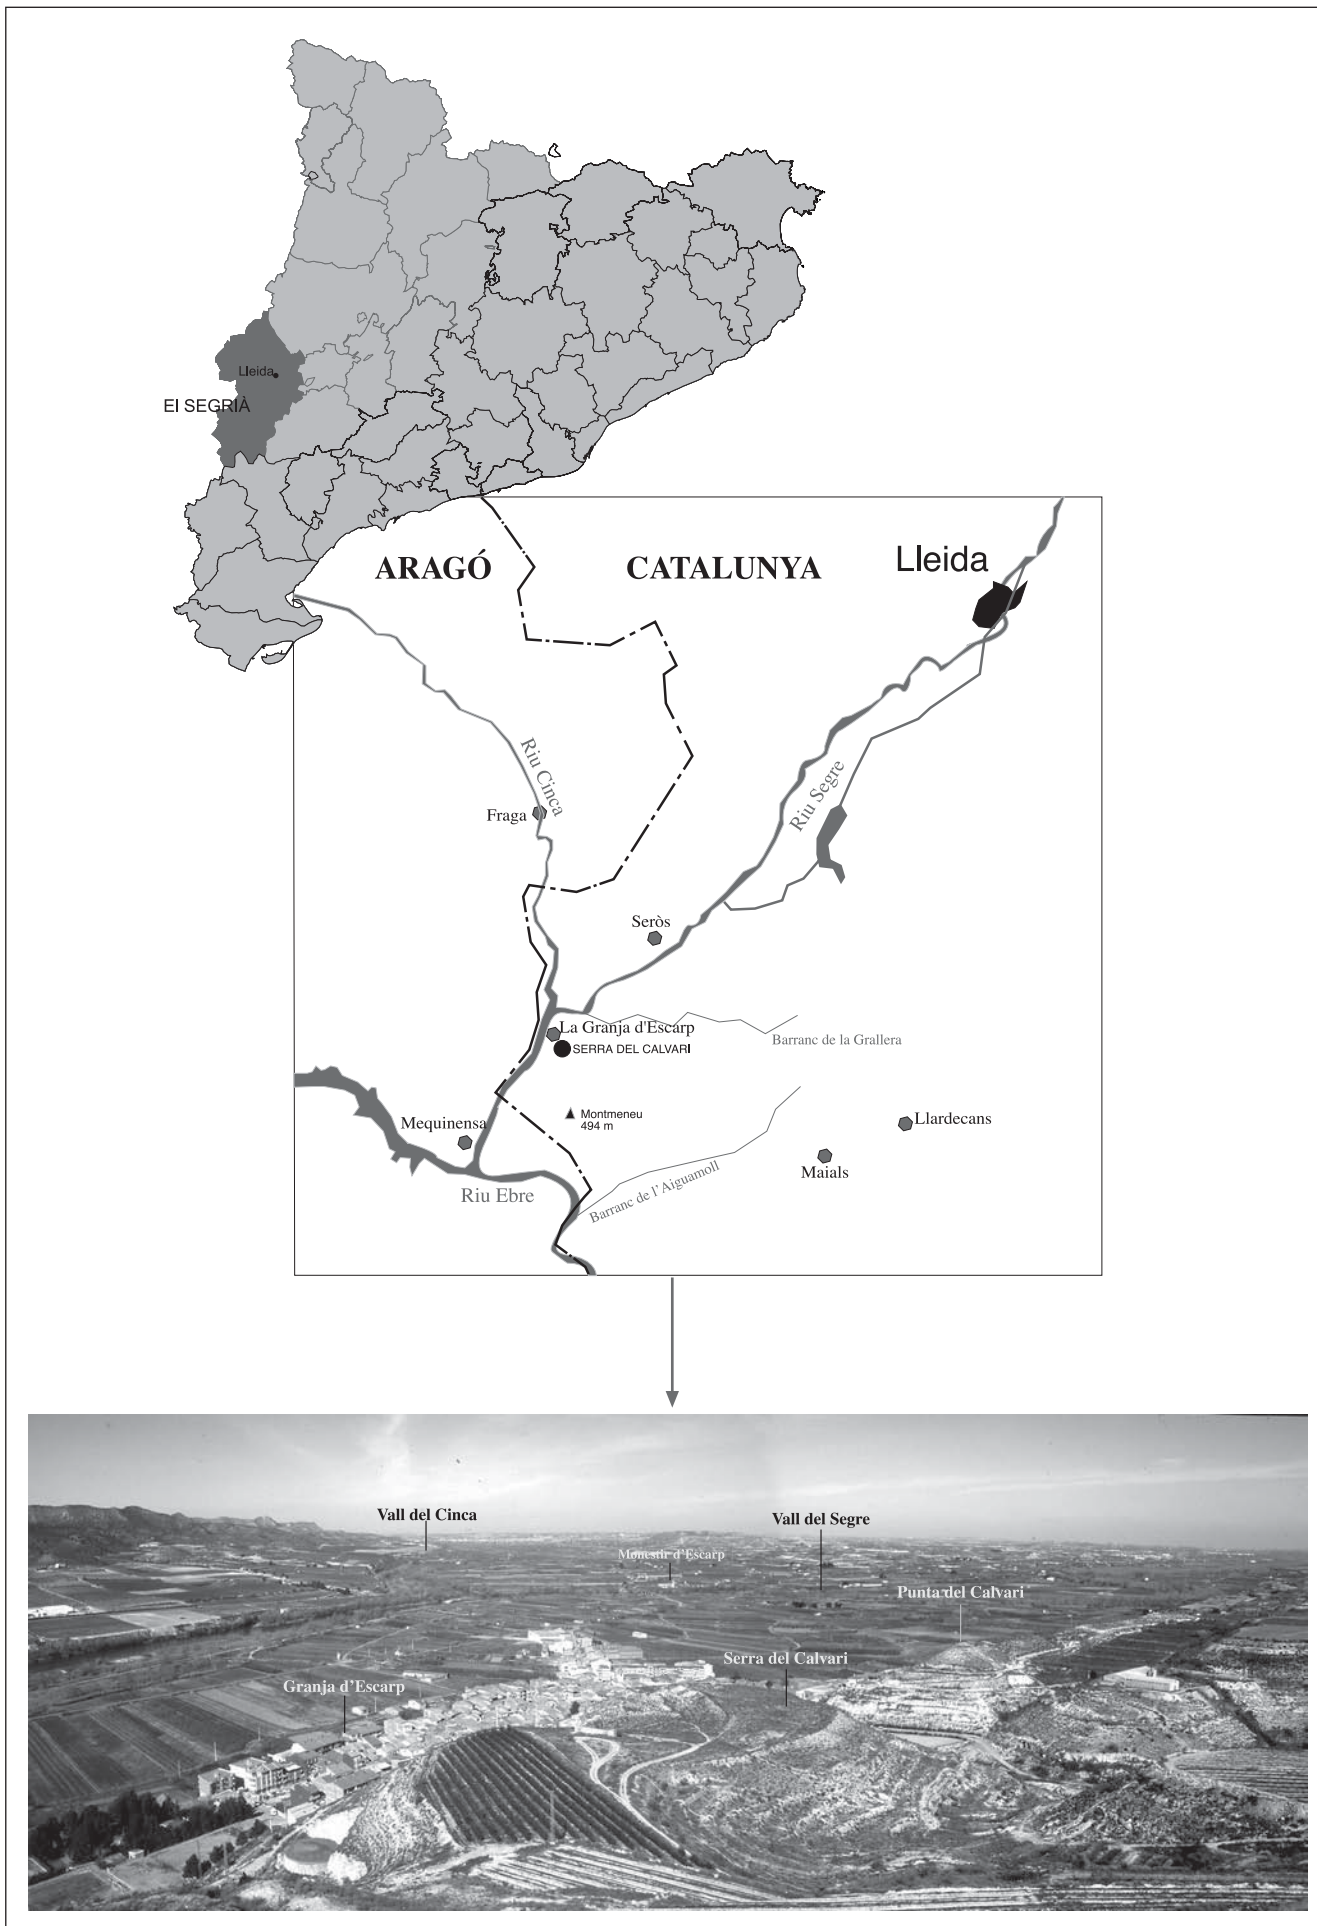 Lleida
El SEGRIÀ
ARAGÓ
CATALUNYA
Lleida
Riu Cinca
Fraga
Riu Segre
Seròs
La Granja d'Escarp
SERRA DEL CALVARI
Barranc de la Grallera
Mequinensa
Montmeneu
494 m
Llardecans
Maials
Riu Ebre
Barranc de l'Aiguamoll
Vall del Cinca
Vall del Segre
Monestir d'Escarp
Punta del Calvari
Serra del Calvari
Granja d'Escarp